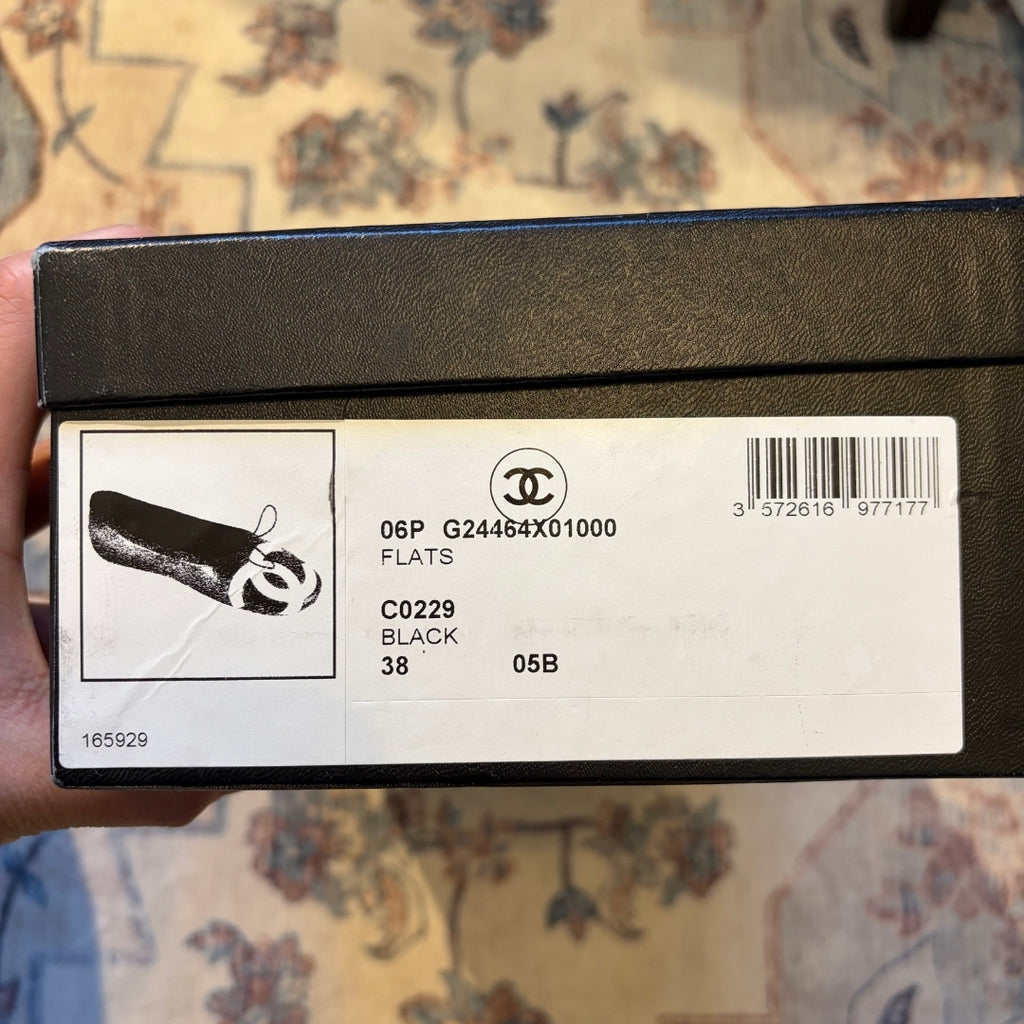 3 572616 977177
06P G24464X01000
FLATS
C0229
BLACK
38 05B
165929